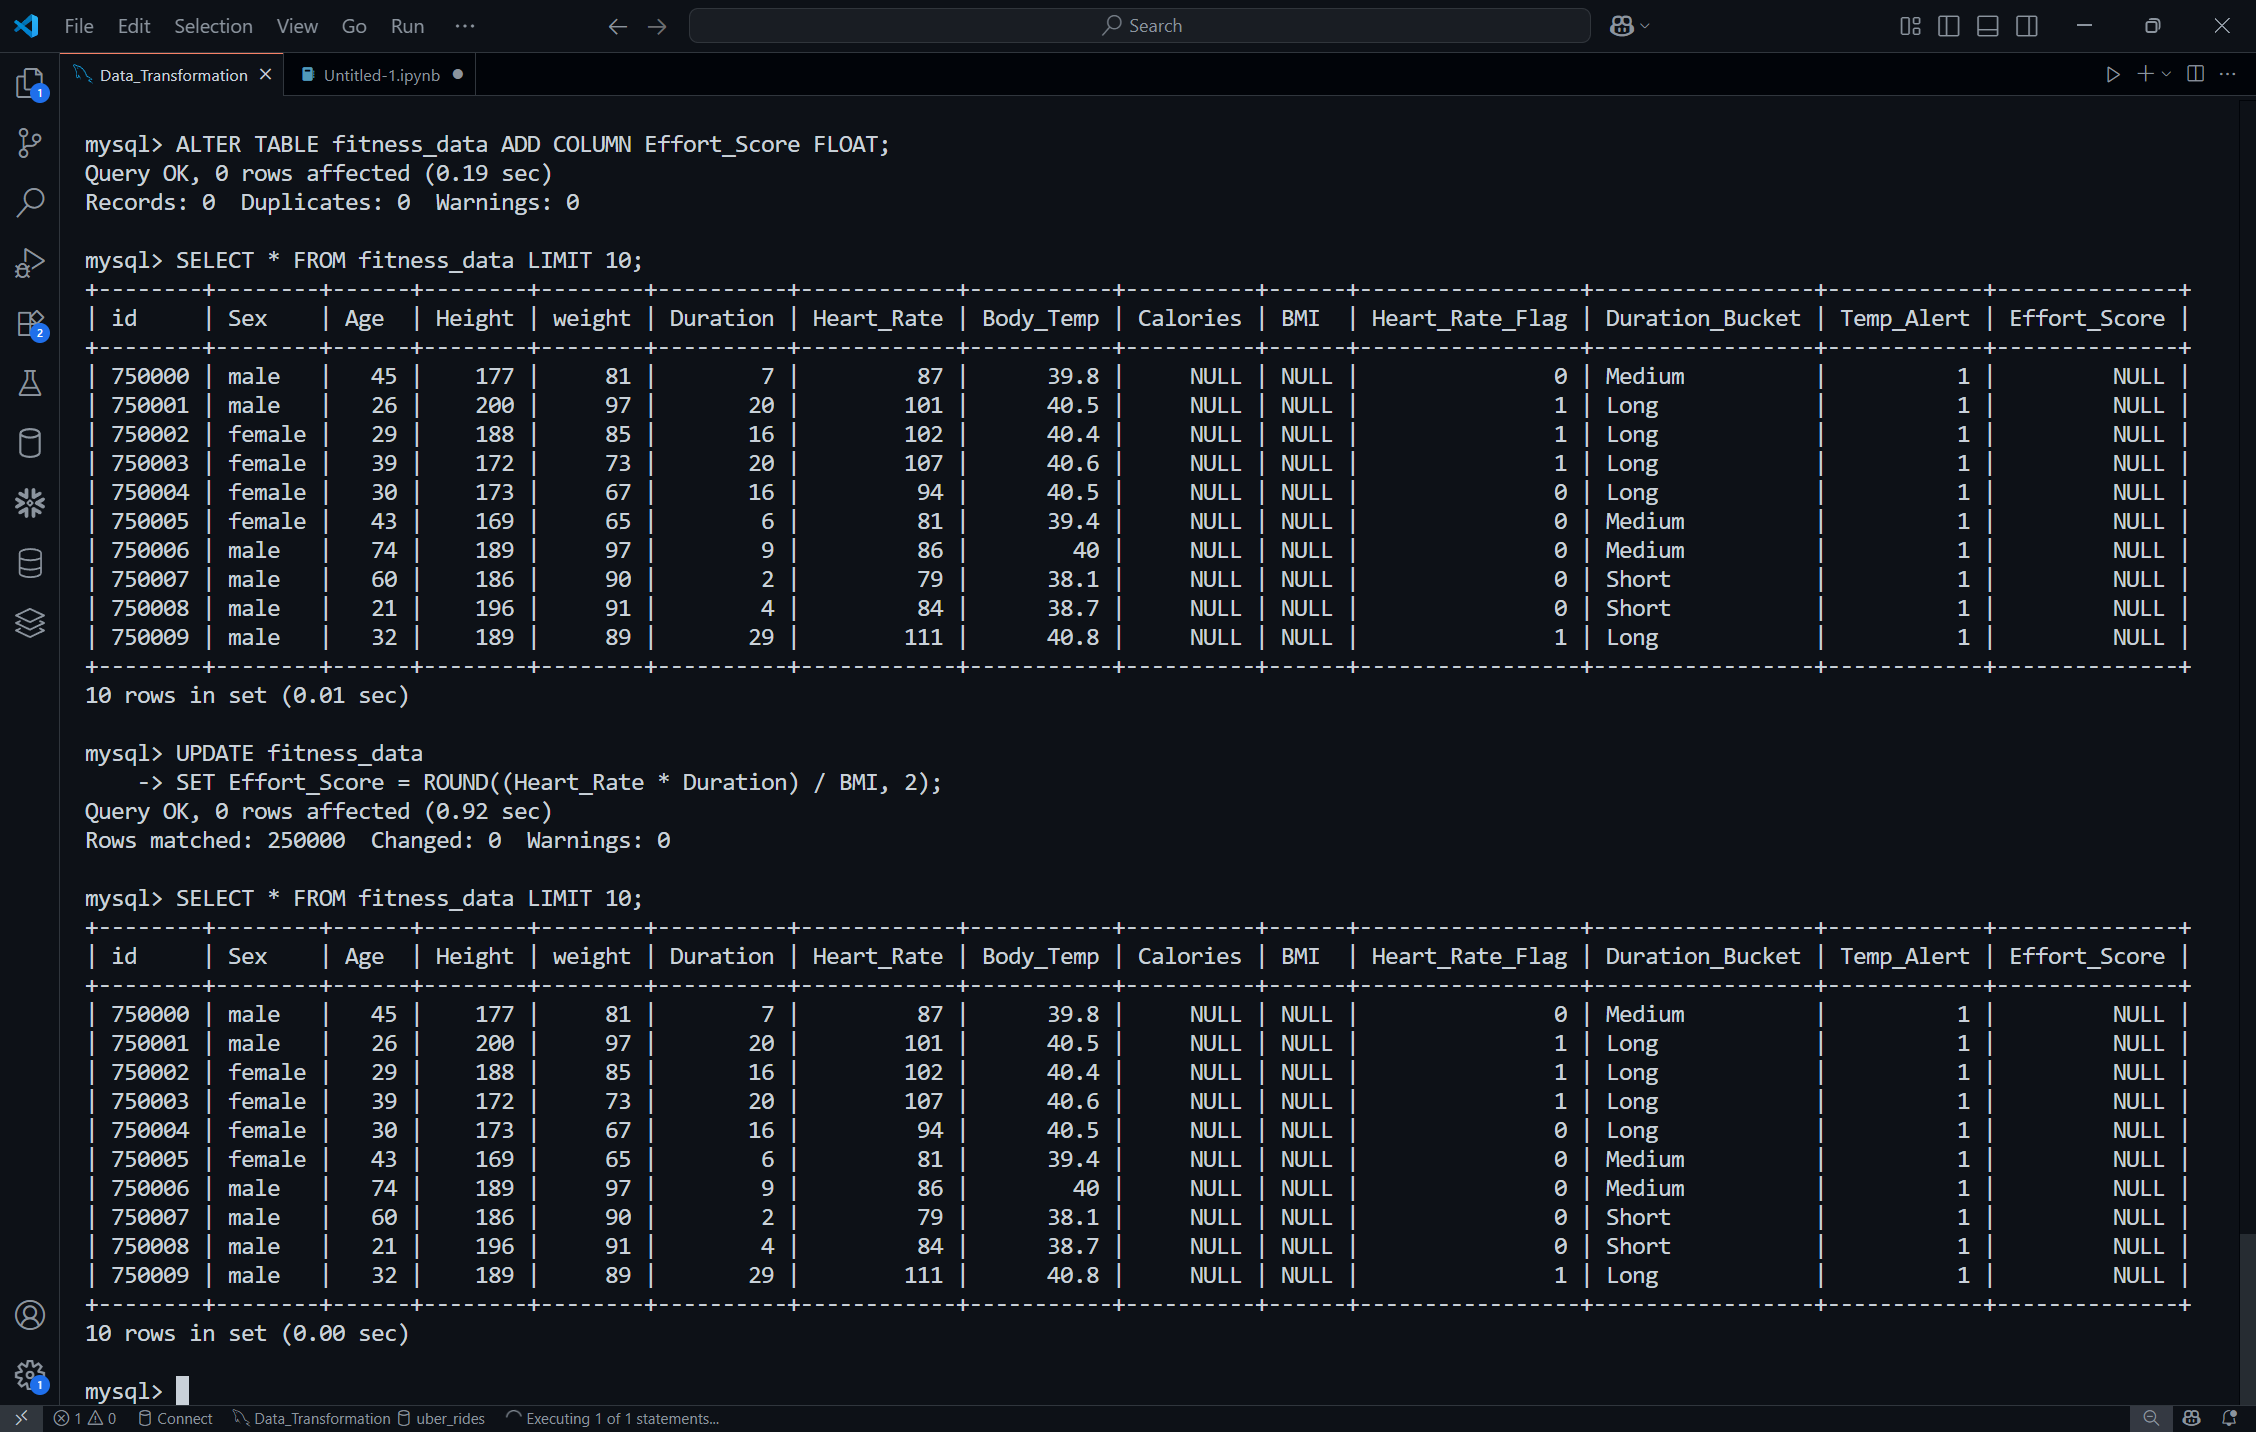 File Edit Selection View Go Run ··· Search
Data_Transformation Untitled-1.ipynb
mysql> ALTER TABLE fitness_data ADD COLUMN Effort_Score FLOAT;
Query OK, 0 rows affected (0.19 sec)
Records: 0  Duplicates: 0  Warnings: 0
mysql> SELECT * FROM fitness_data LIMIT 10;
+--------+--------+------+--------+--------+----------+------------+-----------+----------+------+-----------------+-----------------+------------+--------------+
| id     | Sex    | Age  | Height | weight | Duration | Heart_Rate | Body_Temp | Calories | BMI  | Heart_Rate_Flag | Duration_Bucket | Temp_Alert | Effort_Score |
+--------+--------+------+--------+--------+----------+------------+-----------+----------+------+-----------------+-----------------+------------+--------------+
| 750000 | male   |   45 |    177 |     81 |        7 |         87 |      39.8 |     NULL | NULL |               0 | Medium          |          1 |         NULL |
| 750001 | male   |   26 |    200 |     97 |       20 |        101 |      40.5 |     NULL | NULL |               1 | Long            |          1 |         NULL |
| 750002 | female |   29 |    188 |     85 |       16 |        102 |      40.4 |     NULL | NULL |               1 | Long            |          1 |         NULL |
| 750003 | female |   39 |    172 |     73 |       20 |        107 |      40.6 |     NULL | NULL |               1 | Long            |          1 |         NULL |
| 750004 | female |   30 |    173 |     67 |       16 |         94 |      40.5 |     NULL | NULL |               0 | Long            |          1 |         NULL |
| 750005 | female |   43 |    169 |     65 |        6 |         81 |      39.4 |     NULL | NULL |               0 | Medium          |          1 |         NULL |
| 750006 | male   |   74 |    189 |     97 |        9 |         86 |        40 |     NULL | NULL |               0 | Medium          |          1 |         NULL |
| 750007 | male   |   60 |    186 |     90 |        2 |         79 |      38.1 |     NULL | NULL |               0 | Short           |          1 |         NULL |
| 750008 | male   |   21 |    196 |     91 |        4 |         84 |      38.7 |     NULL | NULL |               0 | Short           |          1 |         NULL |
| 750009 | male   |   32 |    189 |     89 |       29 |        111 |      40.8 |     NULL | NULL |               1 | Long            |          1 |         NULL |
+--------+--------+------+--------+--------+----------+------------+-----------+----------+------+-----------------+-----------------+------------+--------------+
10 rows in set (0.01 sec)
mysql> UPDATE fitness_data
    -> SET Effort_Score = ROUND((Heart_Rate * Duration) / BMI, 2);
Query OK, 0 rows affected (0.92 sec)
Rows matched: 250000  Changed: 0  Warnings: 0
mysql> SELECT * FROM fitness_data LIMIT 10;
+--------+--------+------+--------+--------+----------+------------+-----------+----------+------+-----------------+-----------------+------------+--------------+
| id     | Sex    | Age  | Height | weight | Duration | Heart_Rate | Body_Temp | Calories | BMI  | Heart_Rate_Flag | Duration_Bucket | Temp_Alert | Effort_Score |
+--------+--------+------+--------+--------+----------+------------+-----------+----------+------+-----------------+-----------------+------------+--------------+
| 750000 | male   |   45 |    177 |     81 |        7 |         87 |      39.8 |     NULL | NULL |               0 | Medium          |          1 |         NULL |
| 750001 | male   |   26 |    200 |     97 |       20 |        101 |      40.5 |     NULL | NULL |               1 | Long            |          1 |         NULL |
| 750002 | female |   29 |    188 |     85 |       16 |        102 |      40.4 |     NULL | NULL |               1 | Long            |          1 |         NULL |
| 750003 | female |   39 |    172 |     73 |       20 |        107 |      40.6 |     NULL | NULL |               1 | Long            |          1 |         NULL |
| 750004 | female |   30 |    173 |     67 |       16 |         94 |      40.5 |     NULL | NULL |               0 | Long            |          1 |         NULL |
| 750005 | female |   43 |    169 |     65 |        6 |         81 |      39.4 |     NULL | NULL |               0 | Medium          |          1 |         NULL |
| 750006 | male   |   74 |    189 |     97 |        9 |         86 |        40 |     NULL | NULL |               0 | Medium          |          1 |         NULL |
| 750007 | male   |   60 |    186 |     90 |        2 |         79 |      38.1 |     NULL | NULL |               0 | Short           |          1 |         NULL |
| 750008 | male   |   21 |    196 |     91 |        4 |         84 |      38.7 |     NULL | NULL |               0 | Short           |          1 |         NULL |
| 750009 | male   |   32 |    189 |     89 |       29 |        111 |      40.8 |     NULL | NULL |               1 | Long            |          1 |         NULL |
+--------+--------+------+--------+--------+----------+------------+-----------+----------+------+-----------------+-----------------+------------+--------------+
10 rows in set (0.00 sec)
mysql>
1
2
1
1 0 Connect Data_Transformation uber_rides Executing 1 of 1 statements...